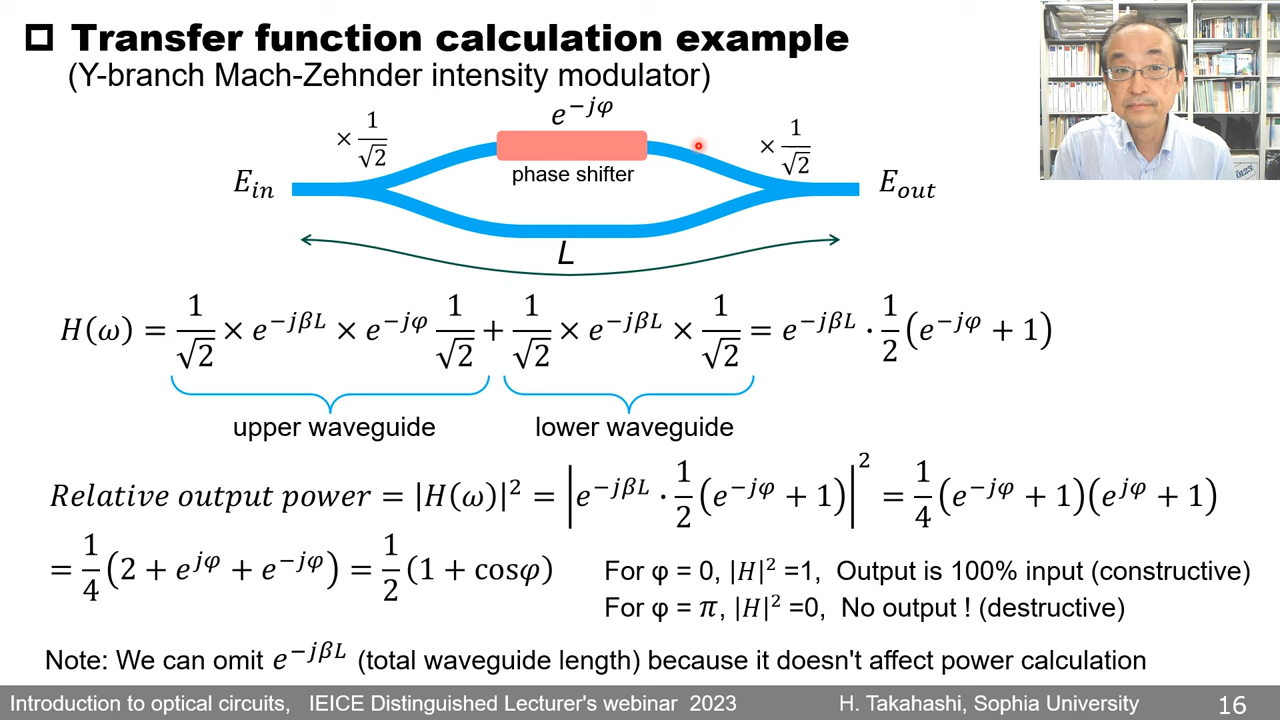 Transfer function calculation example
(Y-branch Mach-Zehnder intensity modulator)
× 1/√2
e^{−jφ}
× 1/√2
E_{in}
phase shifter
E_{out}
L
H(ω) = 1/√2 × e^{−jβL} × e^{−jφ} 1/√2 + 1/√2 × e^{−jβL} × 1/√2 = e^{−jβL} · 1/2 (e^{−jφ} + 1)
upper waveguide
lower waveguide
Relative output power = |H(ω)|² = |e^{−jβL} · 1/2 (e^{−jφ} + 1)|² = 1/4 (e^{−jφ} + 1)(e^{jφ} + 1)
= 1/4 (2 + e^{jφ} + e^{−jφ}) = 1/2 (1 + cosφ)
For φ = 0, |H|² =1, Output is 100% input (constructive)
For φ = π, |H|² =0, No output ! (destructive)
Note: We can omit e^{−jβL} (total waveguide length) because it doesn't affect power calculation
Introduction to optical circuits, IEICE Distinguished Lecturer's webinar 2023 H. Takahashi, Sophia University 16